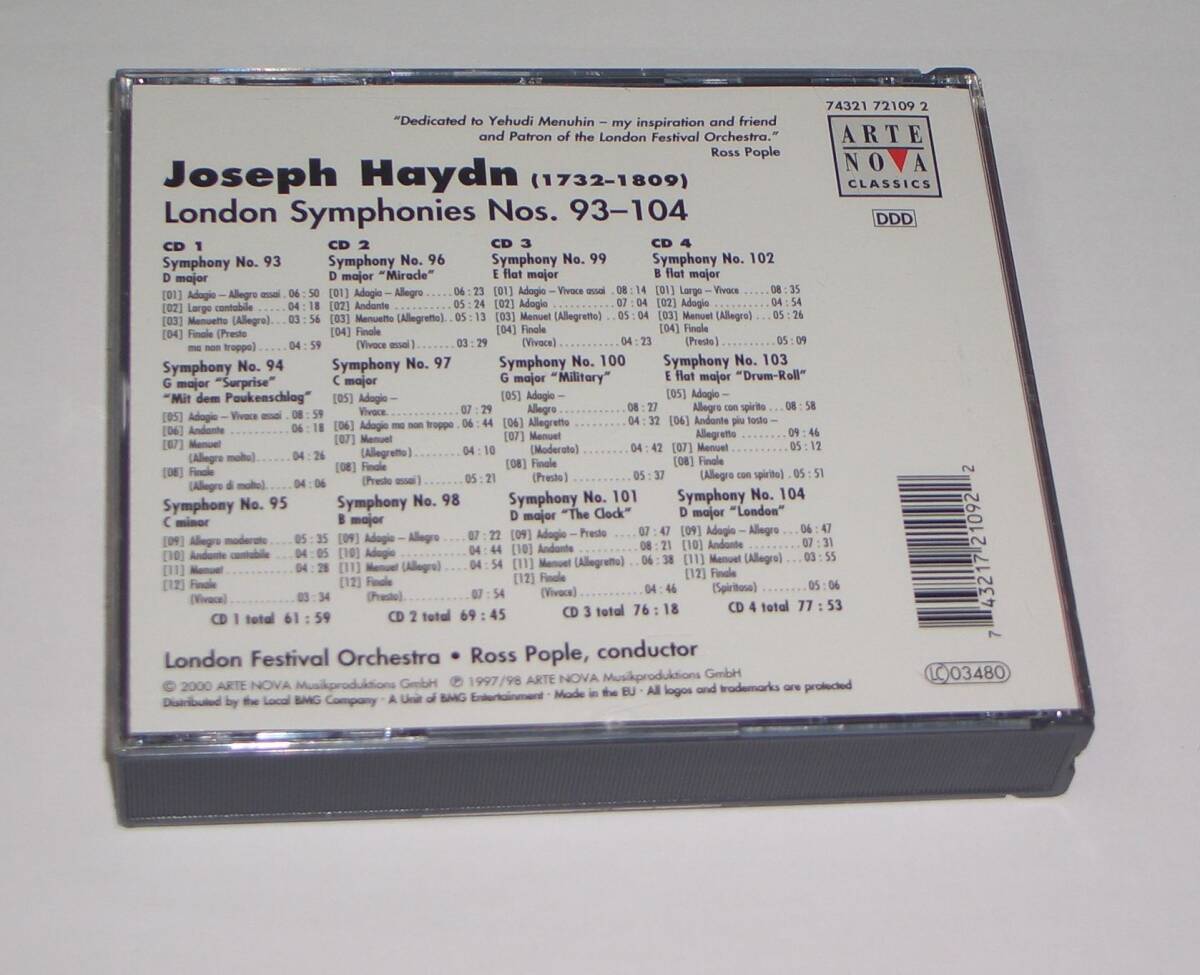 "Dedicated to Yehudi Menuhin – my inspiration and friend
and Patron of the London Festival Orchestra."
Ross Pople
74321 72109 2
ARTE
NOVA
CLASSICS
DDD
Joseph Haydn (1732–1809)
London Symphonies Nos. 93–104
CD 1
Symphony No. 93
D major
[01] Adagio – Allegro assai . 06 : 50
[02] Largo cantabile ..... 04 : 18
[03] Menuetto (Allegro) ... 03 : 56
[04] Finale (Presto
ma non troppo) ...... 04 : 59
Symphony No. 94
G major "Surprise"
"Mit dem Paukenschlag"
[05] Adagio – Vivace assai . 08 : 59
[06] Andante ........... 06 : 18
[07] Menuet
(Allegro molto) ....... 04 : 26
[08] Finale
(Allegro di molto) ..... 04 : 06
Symphony No. 95
C minor
[09] Allegro moderato ..... 05 : 35
[10] Andante cantabile .... 04 : 05
[11] Menuet ............ 04 : 28
[12] Finale
(Vivace) ............ 03 : 34
CD 1 total 61 : 59
CD 2
Symphony No. 96
D major "Miracle"
[01] Adagio – Allegro ..... 06 : 23
[02] Andante ........... 05 : 24
[03] Menuetto (Allegretto) .. 05 : 13
[04] Finale
(Vivace assai) ....... 03 : 29
Symphony No. 97
C major
[05] Adagio –
Vivace............. 07 : 29
[06] Adagio ma non troppo . 06 : 44
[07] Menuet
(Allegretto) ......... 04 : 10
[08] Finale
(Presto assai) ....... 05 : 21
Symphony No. 98
B major
[09] Adagio – Allegro ..... 07 : 22
[10] Adagio ............ 04 : 44
[11] Menuet (Allegro) ..... 04 : 54
[12] Finale
(Presto)............ 07 : 54
CD 2 total 69 : 45
CD 3
Symphony No. 99
E flat major
[01] Adagio – Vivace assai . 08 : 14
[02] Adagio ............ 07 : 04
[03] Menuet (Allegretto) ... 05 : 04
[04] Finale
(Vivace) ............ 04 : 23
Symphony No. 100
G major "Military"
[05] Adagio –
Allegro ............ 08 : 27
[06] Allegretto .......... 04 : 32
[07] Menuet
(Moderato) ......... 04 : 42
[08] Finale
(Presto) ............ 05 : 37
Symphony No. 101
D major "The Clock"
[09] Adagio – Presto ..... 07 : 47
[10] Andante ........... 08 : 21
[11] Menuet (Allegretto) .. 06 : 38
[12] Finale
(Vivace) ............ 04 : 46
CD 3 total 76 : 18
CD 4
Symphony No. 102
B flat major
[01] Largo – Vivace ...... 08 : 35
[02] Adagio ............ 04 : 54
[03] Menuet (Allegro) .... 05 : 26
[04] Finale
(Presto) ............ 05 : 09
Symphony No. 103
E flat major "Drum-Roll"
[05] Adagio –
Allegro con spirito ... 08 : 58
[06] Andante piu tosto –
Allegretto .......... 09 : 46
[07] Menuet ............ 05 : 12
[08] Finale
(Allegro con spirito) . 05 : 51
Symphony No. 104
D major "London"
[09] Adagio – Allegro .... 06 : 47
[10] Andante ........... 07 : 31
[11] Menuet (Allegro) .... 03 : 55
[12] Finale
(Spiritoso) ......... 05 : 06
CD 4 total 77 : 53
7 43217 21092 2
London Festival Orchestra • Ross Pople, conductor
© 2000 ARTE NOVA Musikproduktions GmbH ℗ 1997/98 ARTE NOVA Musikproduktions GmbH
Distributed by the Local BMG Company · A Unit of BMG Entertainment · Made in the EU · All logos and trademarks are protected
LC 03480